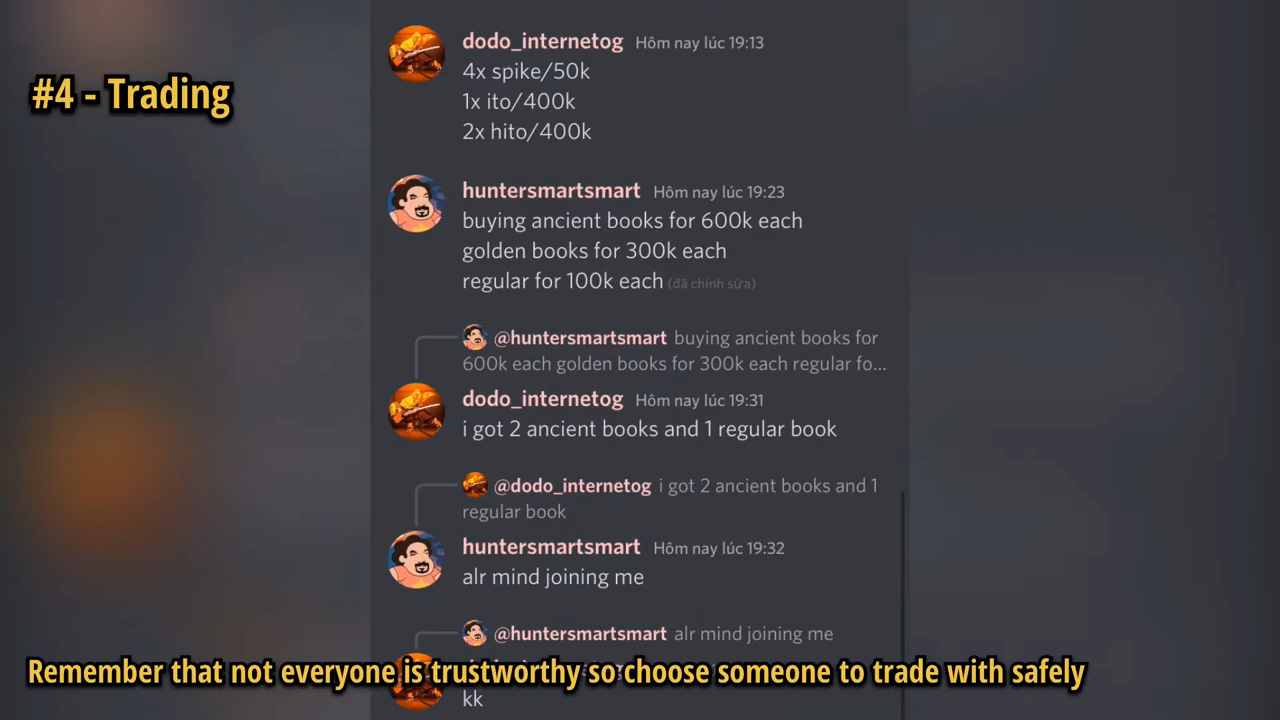 #4 - Trading
dodo_internetog Hôm nay lúc 19:13
4x spike/50k
1x ito/400k
2x hito/400k
huntersmartsmart Hôm nay lúc 19:23
buying ancient books for 600k each
golden books for 300k each
regular for 100k each (đã chỉnh sửa)
@huntersmartsmart buying ancient books for
600k each golden books for 300k each regular fo...
dodo_internetog Hôm nay lúc 19:31
i got 2 ancient books and 1 regular book
@dodo_internetog i got 2 ancient books and 1
regular book
huntersmartsmart Hôm nay lúc 19:32
alr mind joining me
@huntersmartsmart alr mind joining me
Remember that not everyone is trustworthy so choose someone to trade with safely
kk